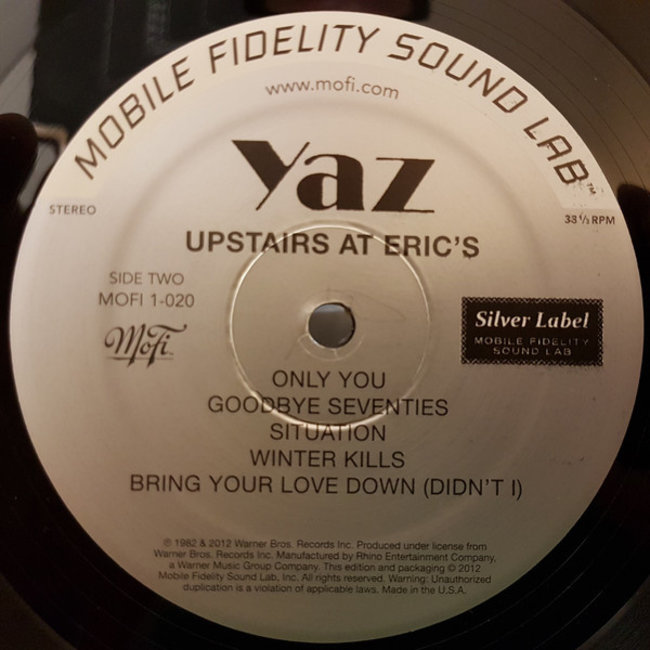 MOBILE FIDELITY SOUND LAB™
www.mofi.com
yaz
UPSTAIRS AT ERIC'S
STEREO
33 ⅓ RPM
SIDE TWO
MOFI 1-020
MoFi
Silver Label
MOBILE FIDELITY
SOUND LAB
ONLY YOU
GOODBYE SEVENTIES
SITUATION
WINTER KILLS
BRING YOUR LOVE DOWN (DIDN'T I)
℗ 1982 & 2012 Warner Bros. Records Inc. Produced under license from
Warner Bros. Records Inc. Manufactured by Rhino Entertainment Company,
a Warner Music Group Company. This edition and packaging © 2012
Mobile Fidelity Sound Lab, Inc. All rights reserved. Warning: Unauthorized
duplication is a violation of applicable laws. Made in the U.S.A.